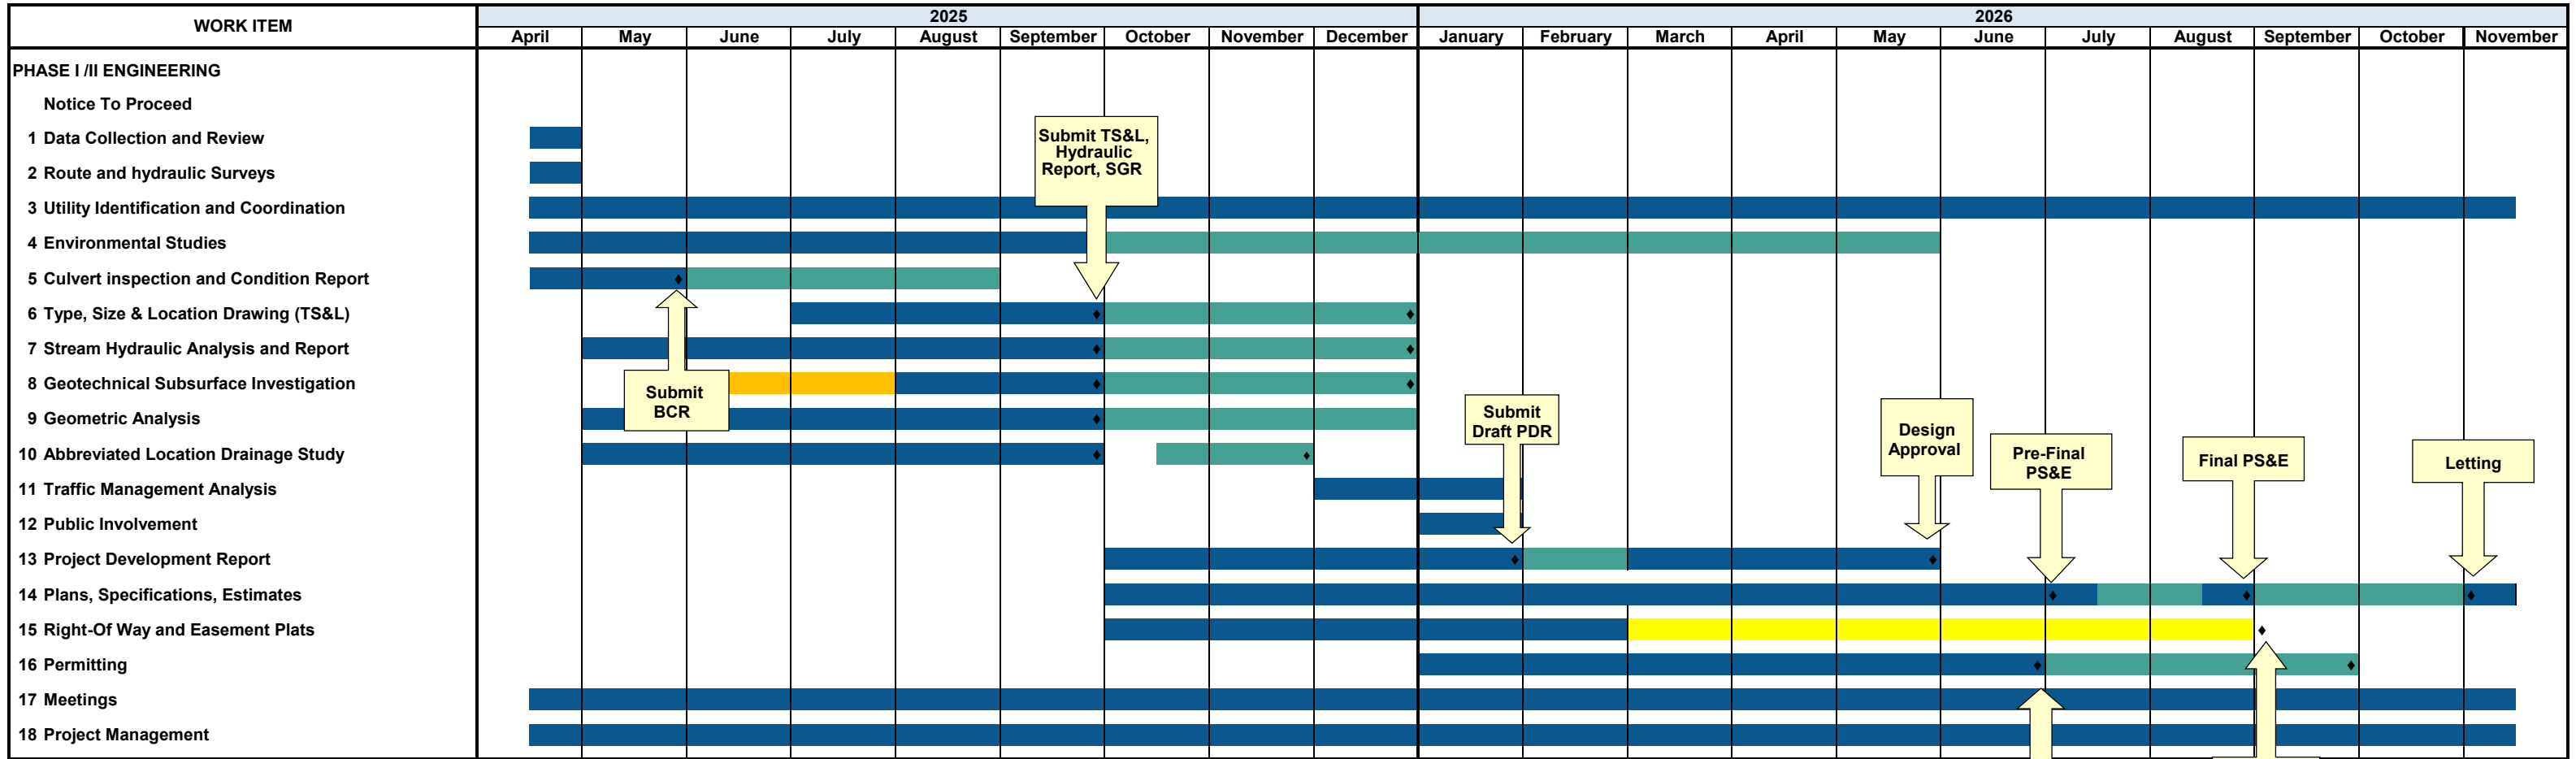 WORK ITEM
2025
2026
April May June July August September October November December January February March April May June July August September October November
PHASE I /II ENGINEERING
Notice To Proceed
1 Data Collection and Review
2 Route and hydraulic Surveys
3 Utility Identification and Coordination
4 Environmental Studies
5 Culvert inspection and Condition Report
6 Type, Size & Location Drawing (TS&L)
7 Stream Hydraulic Analysis and Report
8 Geotechnical Subsurface Investigation
9 Geometric Analysis
10 Abbreviated Location Drainage Study
11 Traffic Management Analysis
12 Public Involvement
13 Project Development Report
14 Plans, Specifications, Estimates
15 Right-Of Way and Easement Plats
16 Permitting
17 Meetings
18 Project Management
Submit TS&L,
Hydraulic
Report, SGR
Submit
BCR
Submit
Draft PDR
Design
Approval
Pre-Final
PS&E
Final PS&E
Letting